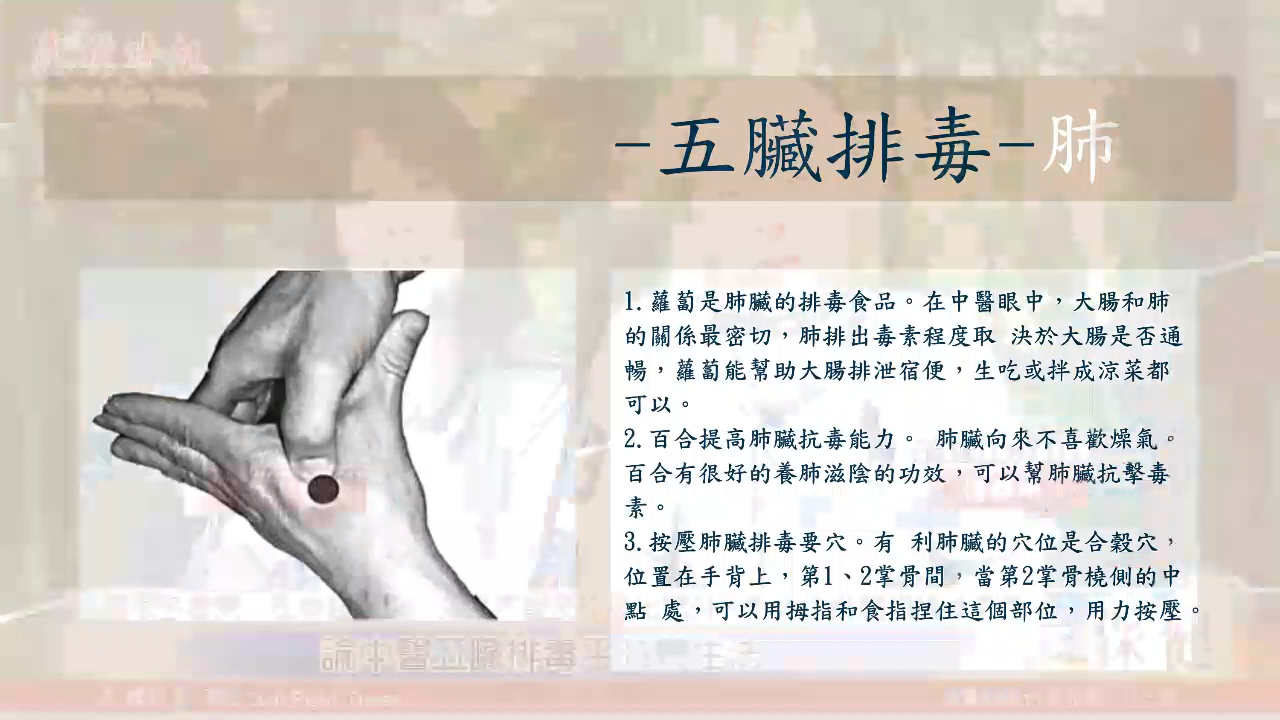 -五臟排毒-肺
1.蘿蔔是肺臟的排毒食品。在中醫眼中，大腸和肺
的關係最密切，肺排出毒素程度取 決於大腸是否通
暢，蘿蔔能幫助大腸排泄宿便，生吃或拌成涼菜都
可以。
2.百合提高肺臟抗毒能力。 肺臟向來不喜歡燥氣。
百合有很好的養肺滋陰的功效，可以幫肺臟抗擊毒
素。
3.按壓肺臟排毒要穴。有 利肺臟的穴位是合穀穴，
位置在手背上，第1、2掌骨間，當第2掌骨橈側的中
點 處，可以用拇指和食指捏住這個部位，用力按壓。